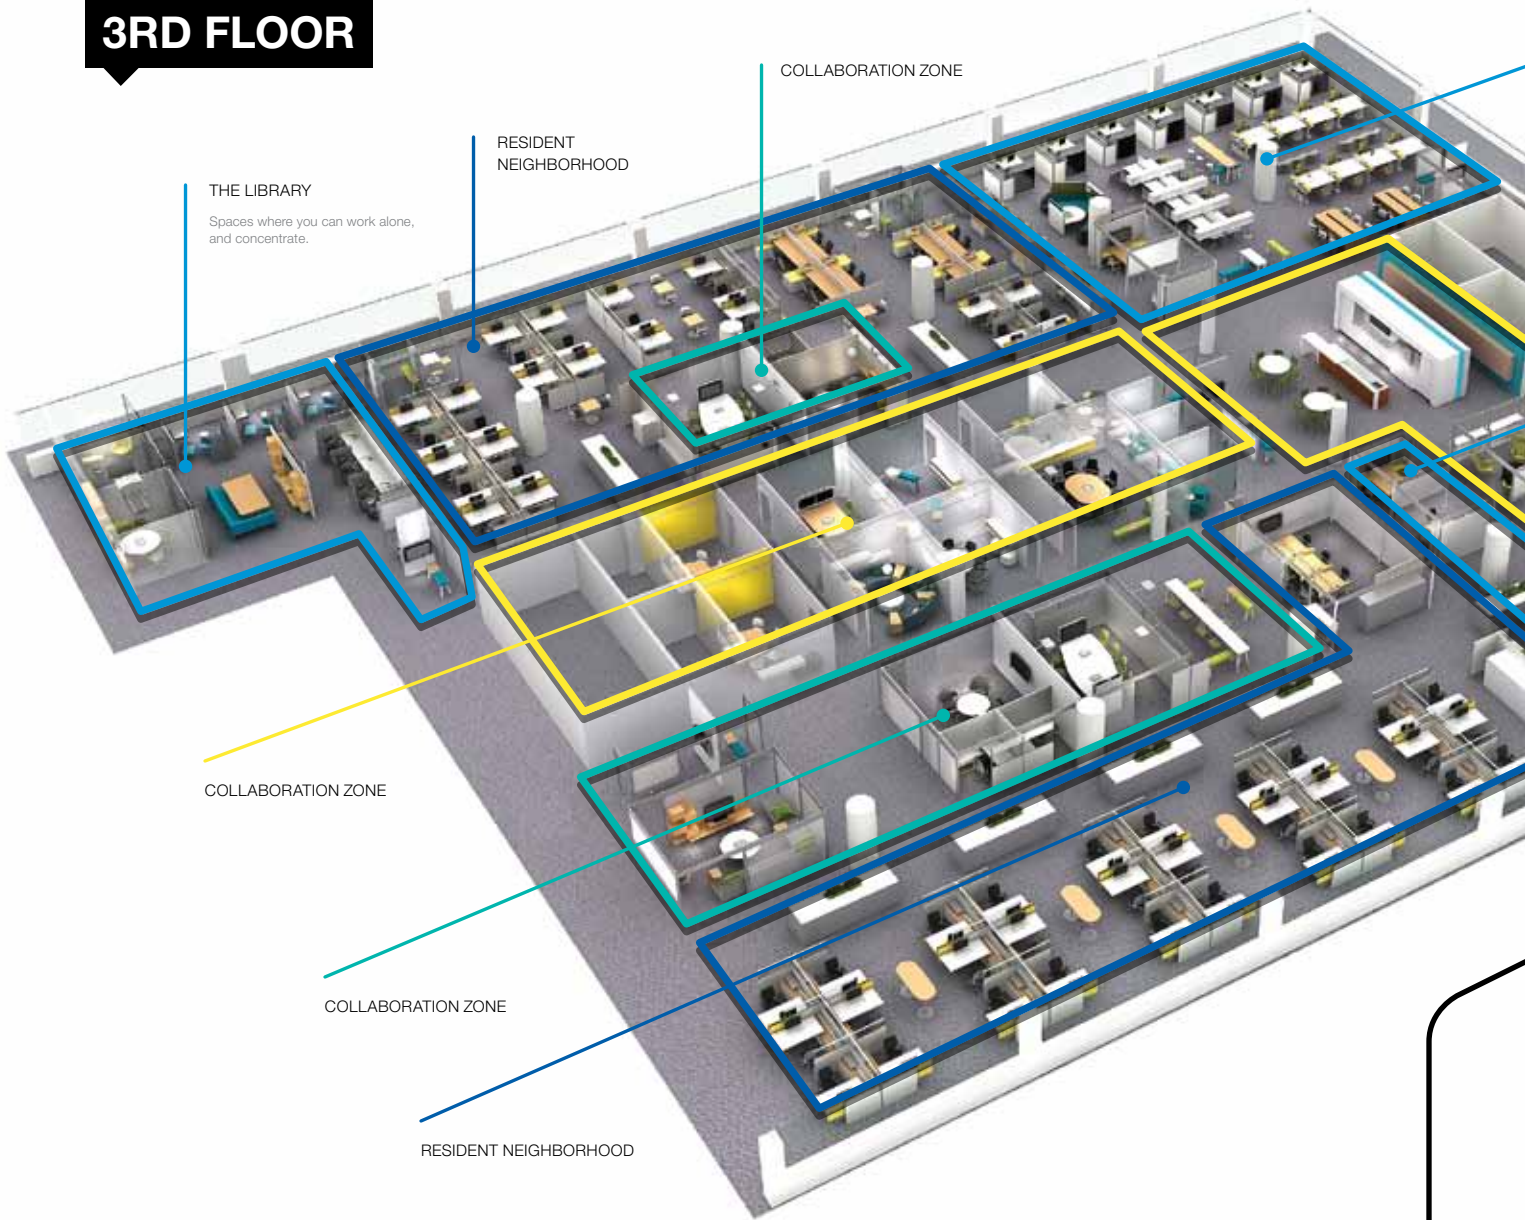 3RD FLOOR
COLLABORATION ZONE
RESIDENT
NEIGHBORHOOD
THE LIBRARY
Spaces where you can work alone,
and concentrate.
COLLABORATION ZONE
COLLABORATION ZONE
RESIDENT NEIGHBORHOOD